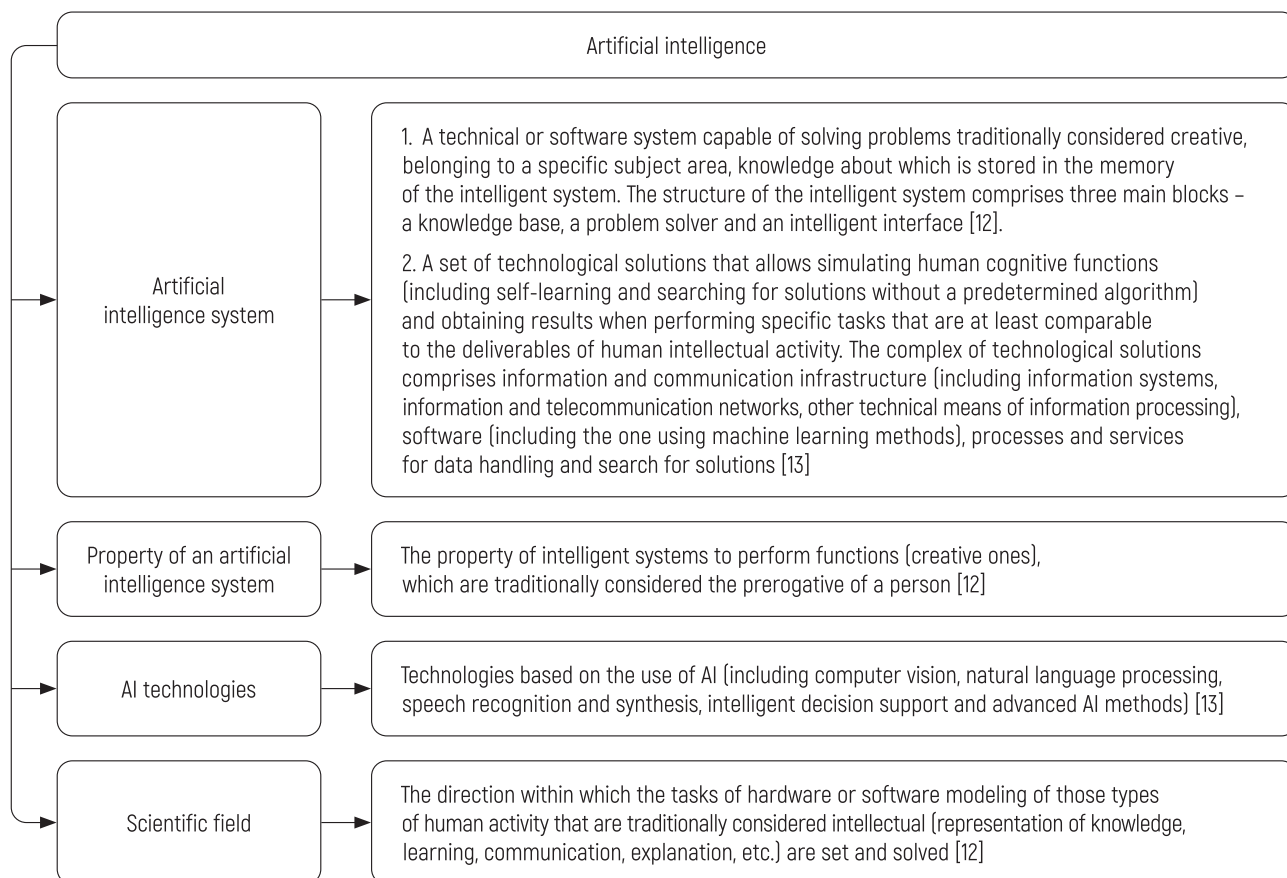 Artificial intelligence
Artificial
intelligence system
1. A technical or software system capable of solving problems traditionally considered creative,
belonging to a specific subject area, knowledge about which is stored in the memory
of the intelligent system. The structure of the intelligent system comprises three main blocks –
a knowledge base, a problem solver and an intelligent interface [12].
2. A set of technological solutions that allows simulating human cognitive functions
(including self-learning and searching for solutions without a predetermined algorithm)
and obtaining results when performing specific tasks that are at least comparable
to the deliverables of human intellectual activity. The complex of technological solutions
comprises information and communication infrastructure (including information systems,
information and telecommunication networks, other technical means of information processing),
software (including the one using machine learning methods), processes and services
for data handling and search for solutions [13]
Property of an artificial
intelligence system
The property of intelligent systems to perform functions (creative ones),
which are traditionally considered the prerogative of a person [12]
AI technologies
Technologies based on the use of AI (including computer vision, natural language processing,
speech recognition and synthesis, intelligent decision support and advanced AI methods) [13]
Scientific field
The direction within which the tasks of hardware or software modeling of those types
of human activity that are traditionally considered intellectual (representation of knowledge,
learning, communication, explanation, etc.) are set and solved [12]